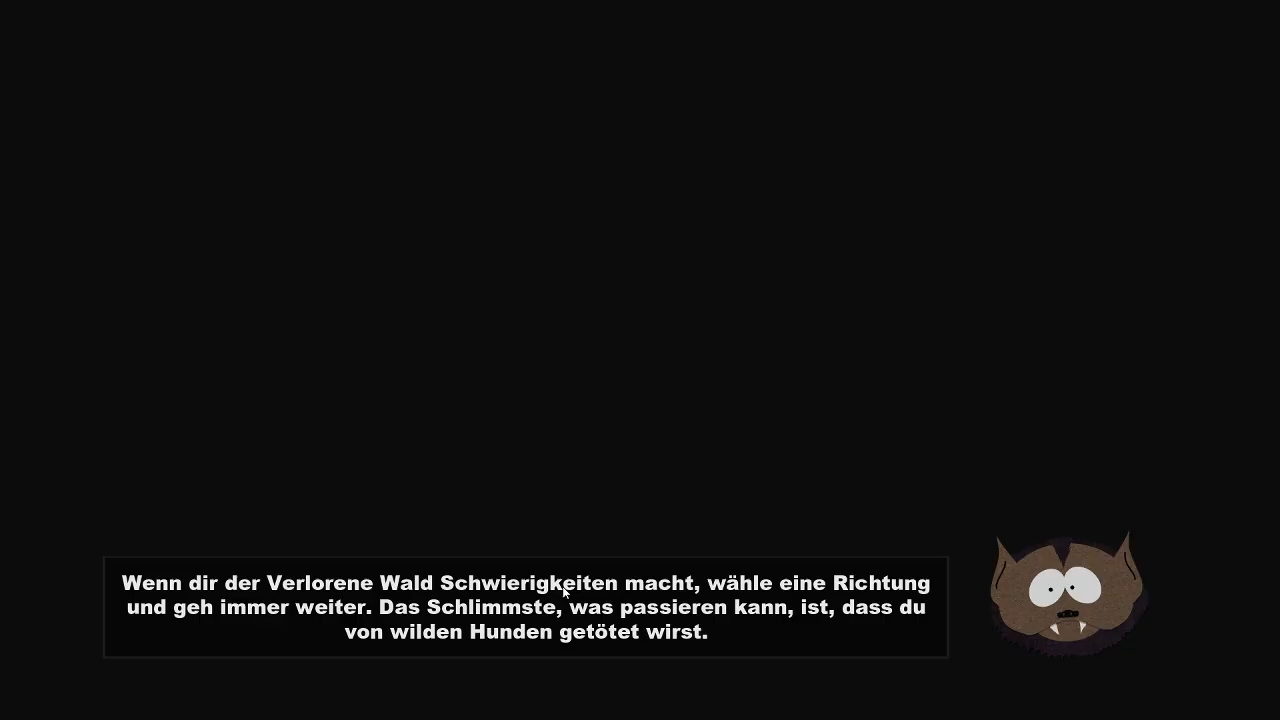 Wenn dir der Verlorene Wald Schwierigkeiten macht, wähle eine Richtung
und geh immer weiter. Das Schlimmste, was passieren kann, ist, dass du
von wilden Hunden getötet wirst.